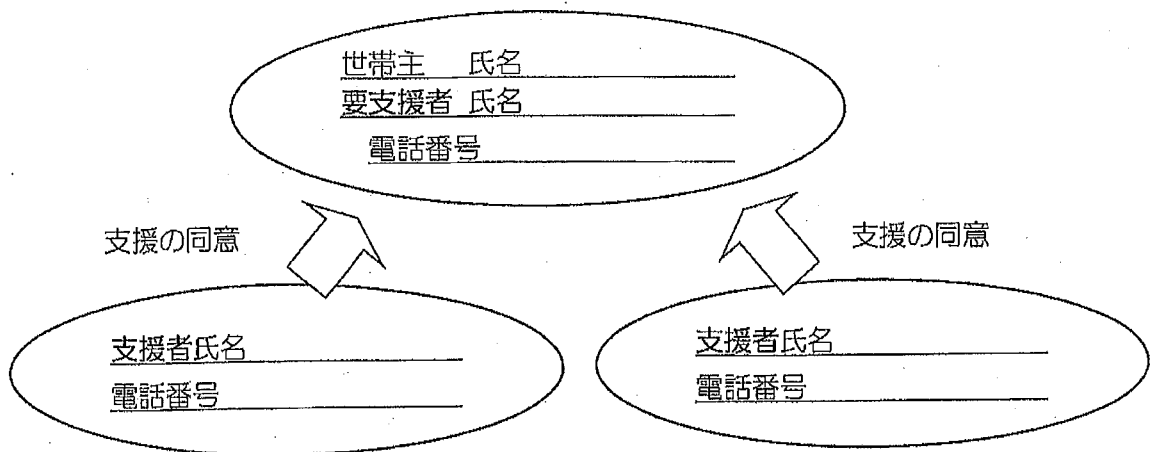 世帯主 氏名
要支援者 氏名
電話番号
支援の同意
支援の同意
支援者氏名
電話番号
支援者氏名
電話番号